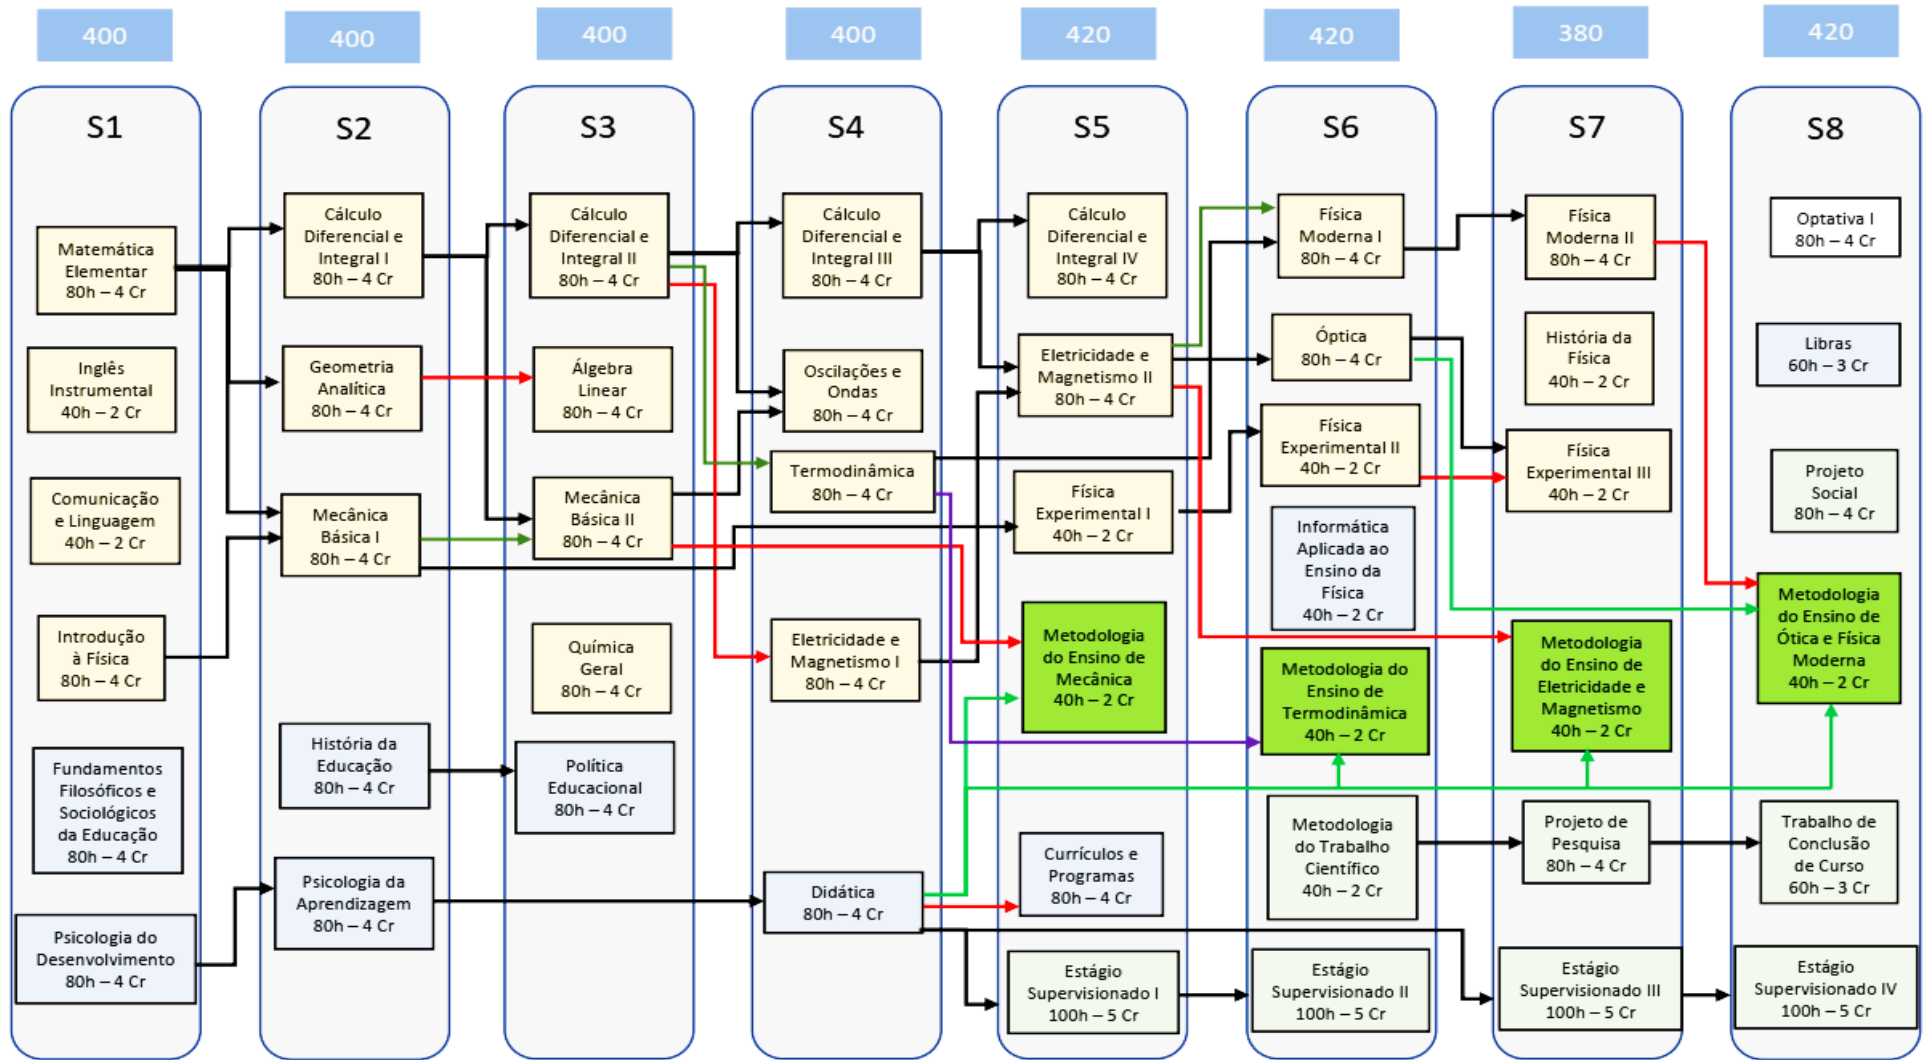 400
400
400
400
420
420
380
420
S1
Matemática
Elementar
80h – 4 Cr
Inglês
Instrumental
40h – 2 Cr
Comunicação
e Linguagem
40h – 2 Cr
Introdução
à Física
80h – 4 Cr
Fundamentos
Filosóficos e
Sociológicos
da Educação
80h – 4 Cr
Psicologia do
Desenvolvimento
80h – 4 Cr
S2
Cálculo
Diferencial e
Integral I
80h – 4 Cr
Geometria
Analítica
80h – 4 Cr
Mecânica
Básica I
80h – 4 Cr
História da
Educação
80h – 4 Cr
Psicologia da
Aprendizagem
80h – 4 Cr
S3
Cálculo
Diferencial e
Integral II
80h – 4 Cr
Álgebra
Linear
80h – 4 Cr
Mecânica
Básica II
80h – 4 Cr
Química
Geral
80h – 4 Cr
Política
Educacional
80h – 4 Cr
S4
Cálculo
Diferencial e
Integral III
80h – 4 Cr
Oscilações e
Ondas
80h – 4 Cr
Termodinâmica
80h – 4 Cr
Eletricidade e
Magnetismo I
80h – 4 Cr
Didática
80h – 4 Cr
S5
Cálculo
Diferencial e
Integral IV
80h – 4 Cr
Eletricidade e
Magnetismo II
80h – 4 Cr
Física
Experimental I
40h – 2 Cr
Metodologia
do Ensino de
Mecânica
40h – 2 Cr
Currículos e
Programas
80h – 4 Cr
Estágio
Supervisionado I
100h – 5 Cr
S6
Física
Moderna I
80h – 4 Cr
Óptica
80h – 4 Cr
Física
Experimental II
40h – 2 Cr
Informática
Aplicada ao
Ensino da
Física
40h – 2 Cr
Metodologia do
Ensino de
Termodinâmica
40h – 2 Cr
Metodologia
do Trabalho
Científico
40h – 2 Cr
Estágio
Supervisionado II
100h – 5 Cr
S7
Física
Moderna II
80h – 4 Cr
História da
Física
40h – 2 Cr
Física
Experimental III
40h – 2 Cr
Metodologia
do Ensino de
Eletricidade e
Magnetismo
40h – 2 Cr
Projeto de
Pesquisa
80h – 4 Cr
Estágio
Supervisionado III
100h – 5 Cr
S8
Optativa I
80h – 4 Cr
Libras
60h – 3 Cr
Projeto
Social
80h – 4 Cr
Metodologia
do Ensino de
Ótica e Física
Moderna
40h – 2 Cr
Trabalho de
Conclusão
de Curso
60h – 3 Cr
Estágio
Supervisionado IV
100h – 5 Cr